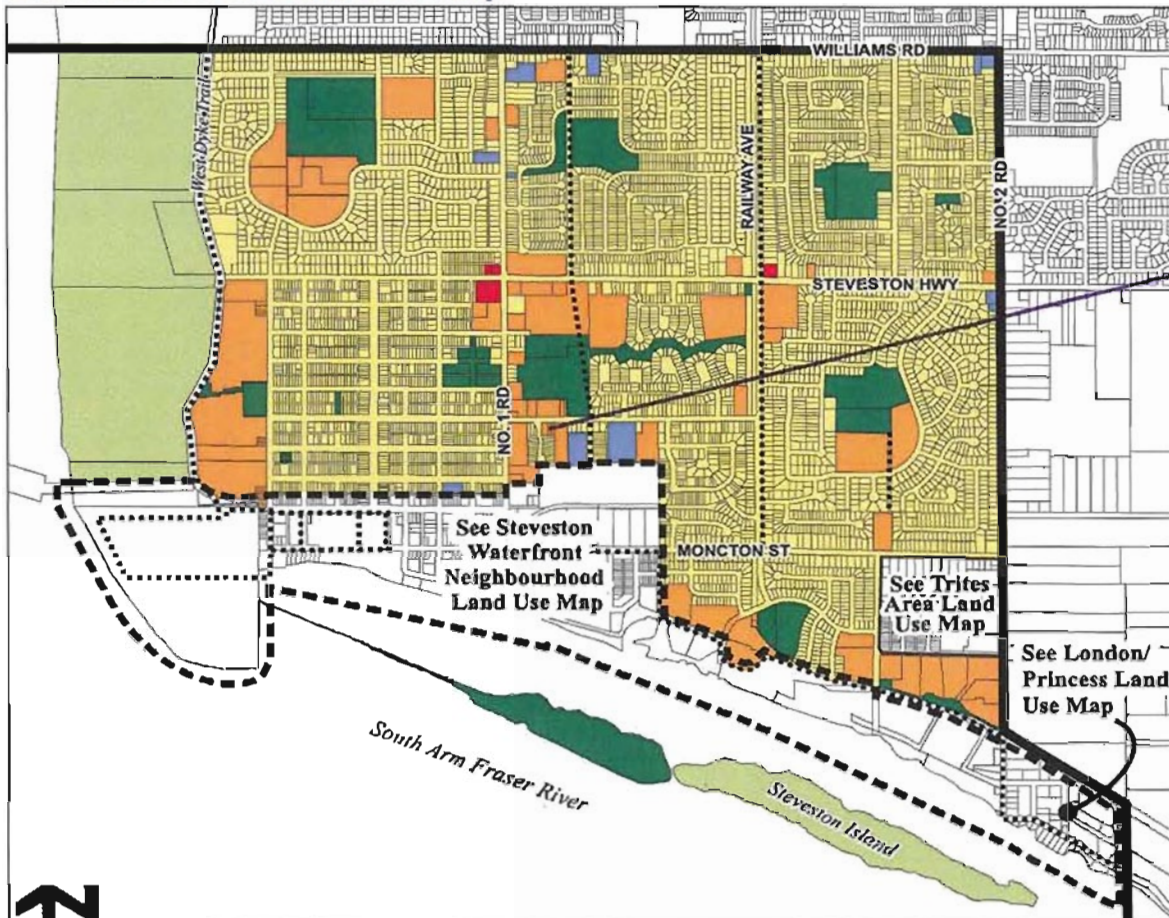 WILLIAMS RD
West Dyke Trail
RAILWAY AVE
NO. 2 RD
STEVESTON HWY
NO. 1 RD
See Steveston
Waterfront
Neighbourhood
Land Use Map
MONCTON ST
See Trites
Area Land
Use Map
See London/
Princess Land
Use Map
South Arm Fraser River
Steveston Island